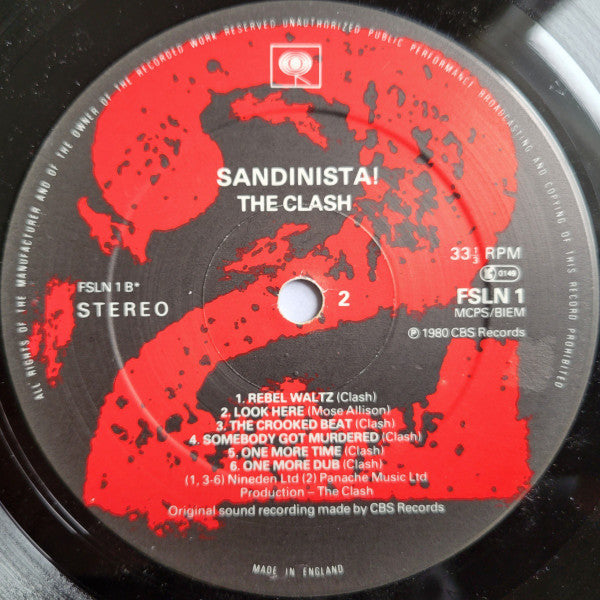 ALL RIGHTS OF THE MANUFACTURER AND OF THE OWNER OF THE RECORDED WORK RESERVED UNAUTHORIZED PUBLIC PERFORMANCE BROADCASTING AND COPYING OF THIS RECORD PROHIBITED
SANDINISTA!
THE CLASH
33⅓ RPM
0149
FSLN 1 B*
STEREO
2
FSLN 1
MCPS/BIEM
℗ 1980 CBS Records
1. REBEL WALTZ (Clash)
2. LOOK HERE (Mose Allison)
3. THE CROOKED BEAT (Clash)
4. SOMEBODY GOT MURDERED (Clash)
5. ONE MORE TIME (Clash)
6. ONE MORE DUB (Clash)
(1, 3-6) Nineden Ltd (2) Panache Music Ltd
Production – The Clash
Original sound recording made by CBS Records
MADE IN ENGLAND